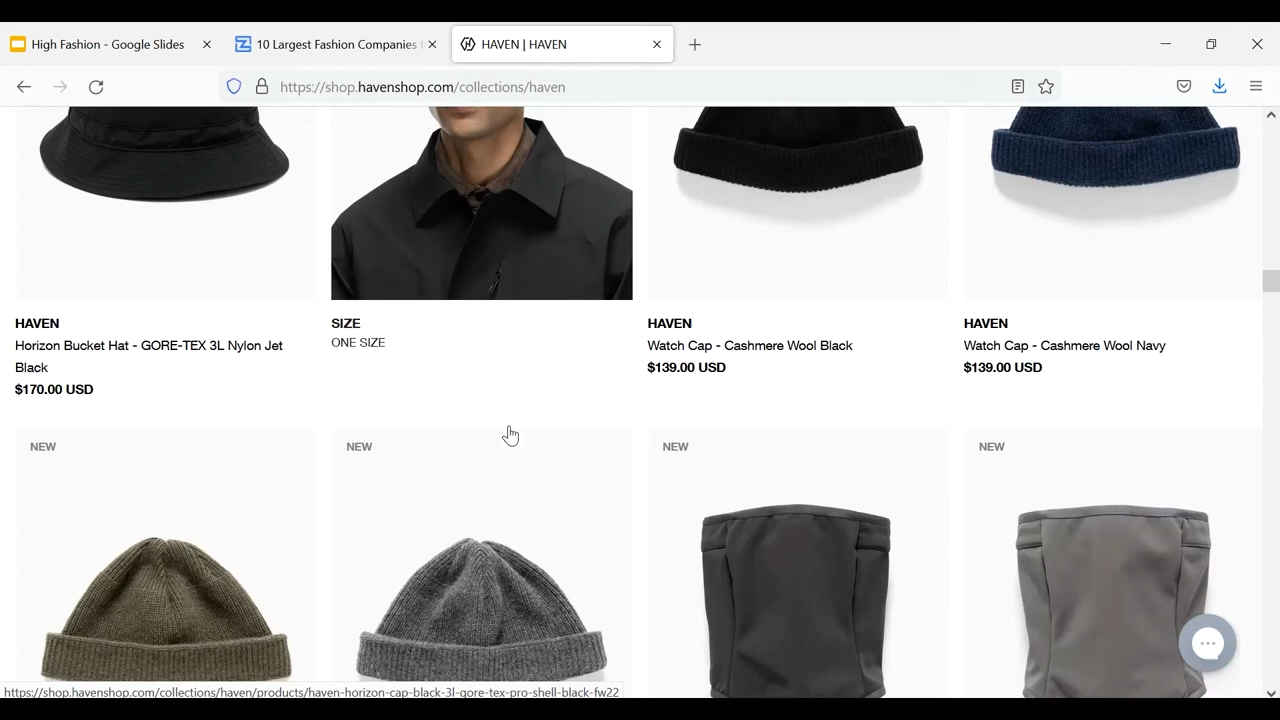 High Fashion - Google Slides
10 Largest Fashion Companies
HAVEN | HAVEN
https://shop.havenshop.com/collections/haven
HAVEN
Horizon Bucket Hat - GORE-TEX 3L Nylon Jet
Black
$170.00 USD
SIZE
ONE SIZE
HAVEN
Watch Cap - Cashmere Wool Black
$139.00 USD
HAVEN
Watch Cap - Cashmere Wool Navy
$139.00 USD
NEW
NEW
NEW
NEW
https://shop.havenshop.com/collections/haven/products/haven-horizon-cap-black-3l-gore-tex-pro-shell-black-fw22